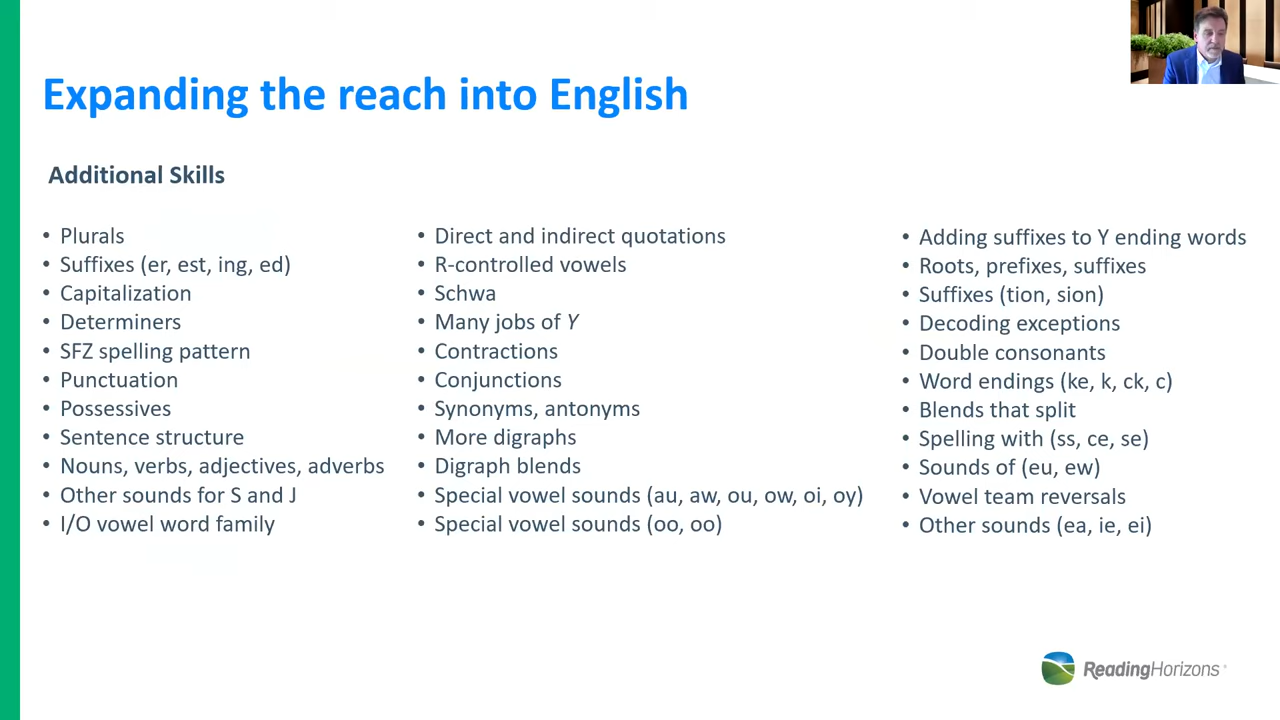 Expanding the reach into English
Additional Skills
• Plurals
• Suffixes (er, est, ing, ed)
• Capitalization
• Determiners
• SFZ spelling pattern
• Punctuation
• Possessives
• Sentence structure
• Nouns, verbs, adjectives, adverbs
• Other sounds for S and J
• I/O vowel word family
• Direct and indirect quotations
• R-controlled vowels
• Schwa
• Many jobs of Y
• Contractions
• Conjunctions
• Synonyms, antonyms
• More digraphs
• Digraph blends
• Special vowel sounds (au, aw, ou, ow, oi, oy)
• Special vowel sounds (oo, oo)
• Adding suffixes to Y ending words
• Roots, prefixes, suffixes
• Suffixes (tion, sion)
• Decoding exceptions
• Double consonants
• Word endings (ke, k, ck, c)
• Blends that split
• Spelling with (ss, ce, se)
• Sounds of (eu, ew)
• Vowel team reversals
• Other sounds (ea, ie, ei)
ReadingHorizons